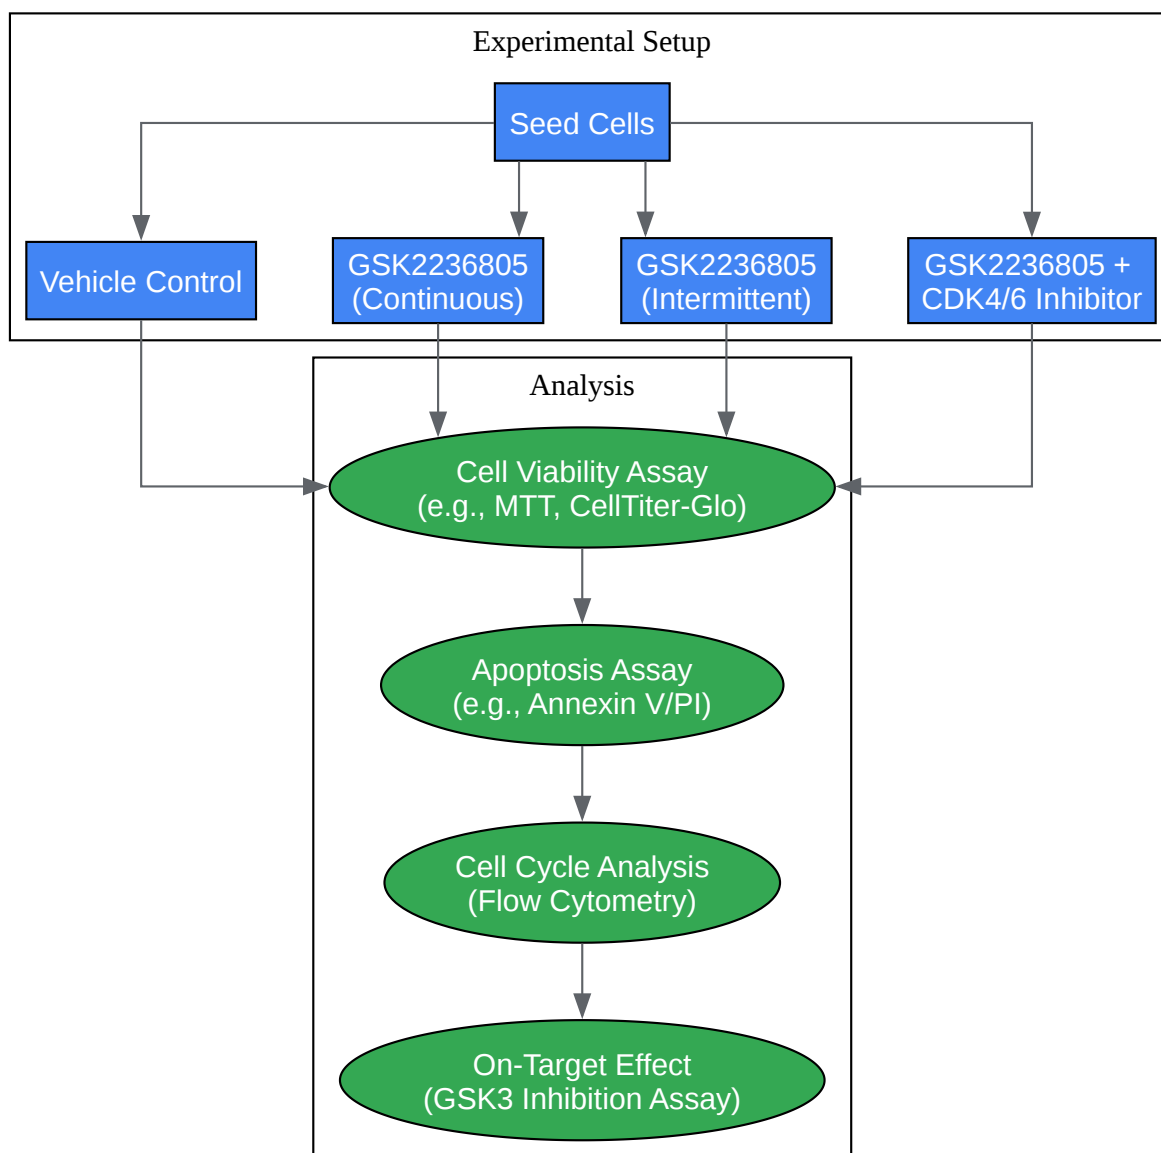 Experimental Setup
Seed Cells
Vehicle Control
GSK2236805
(Continuous)
GSK2236805
(Intermittent)
GSK2236805 +
CDK4/6 Inhibitor
Analysis
Cell Viability Assay
(e.g., MTT, CellTiter-Glo)
Apoptosis Assay
(e.g., Annexin V/PI)
Cell Cycle Analysis
(Flow Cytometry)
On-Target Effect
(GSK3 Inhibition Assay)